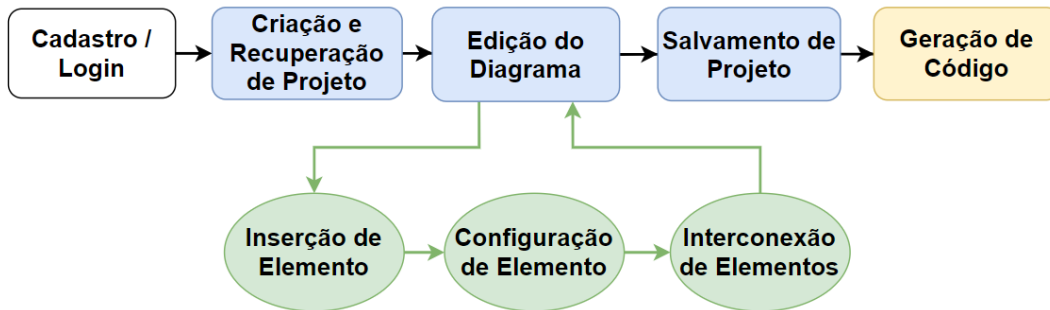 Cadastro /
Login
Criação e
Recuperação
de Projeto
Edição do
Diagrama
Salvamento de
Projeto
Geração de
Código
Inserção de
Elemento
Configuração
de Elemento
Interconexão
de Elementos